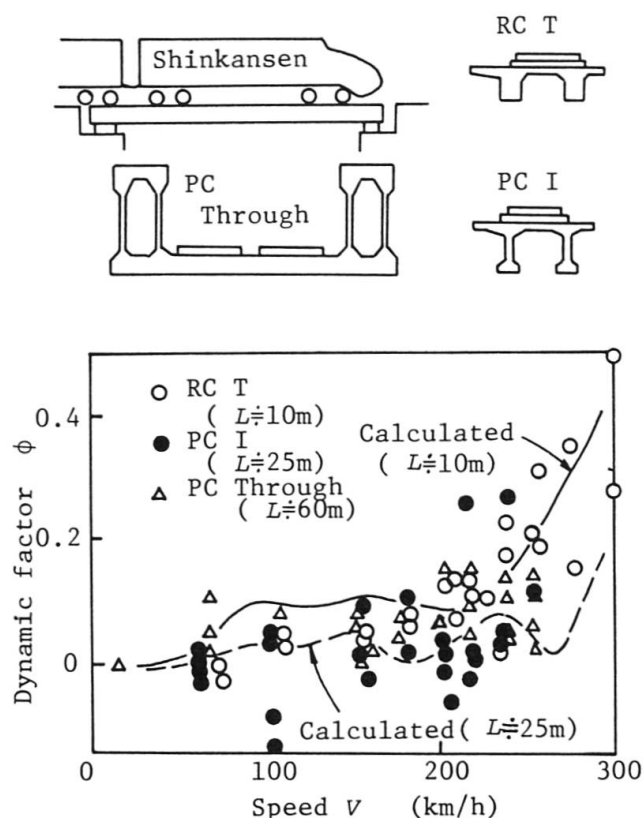 Shinkansen
RC T
PC
Through
PC I
Dynamic factor ϕ
0.4
0.2
0
RC T
( L≒10m)
PC I
( L≒25m)
PC Through
( L≒60m)
Calculated
( L≒10m)
Calculated( L≒25m)
0
100
200
300
Speed V (km/h)